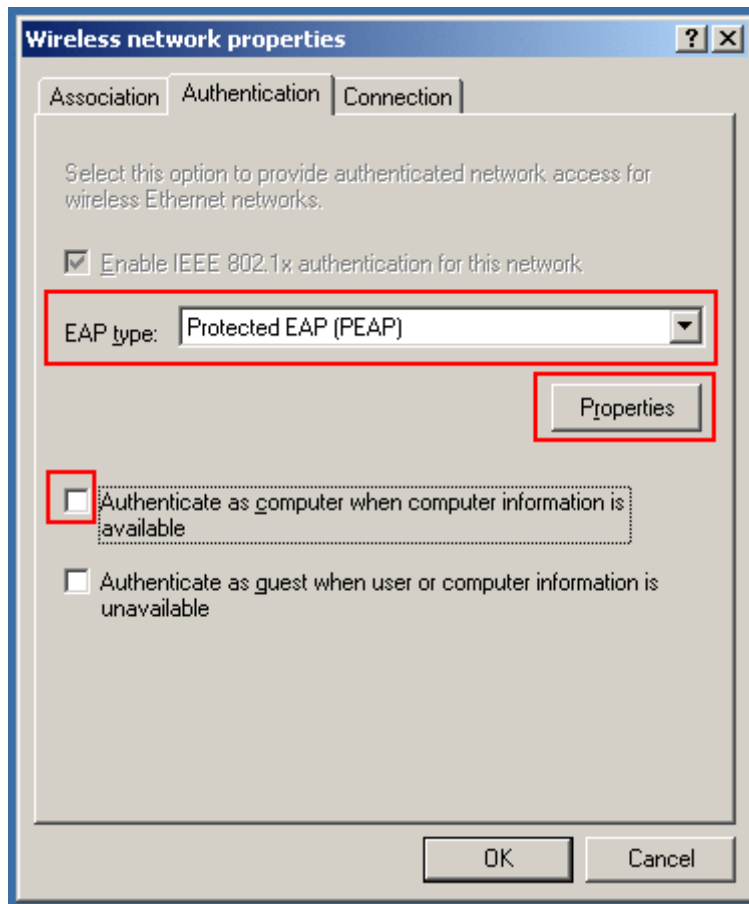 Wireless network properties
Association
Authentication
Connection
Select this option to provide authenticated network access for
wireless Ethernet networks.
Enable IEEE 802.1x authentication for this network
EAP type:
Protected EAP (PEAP)
Properties
Authenticate as computer when computer information is
available
Authenticate as guest when user or computer information is
unavailable
OK
Cancel